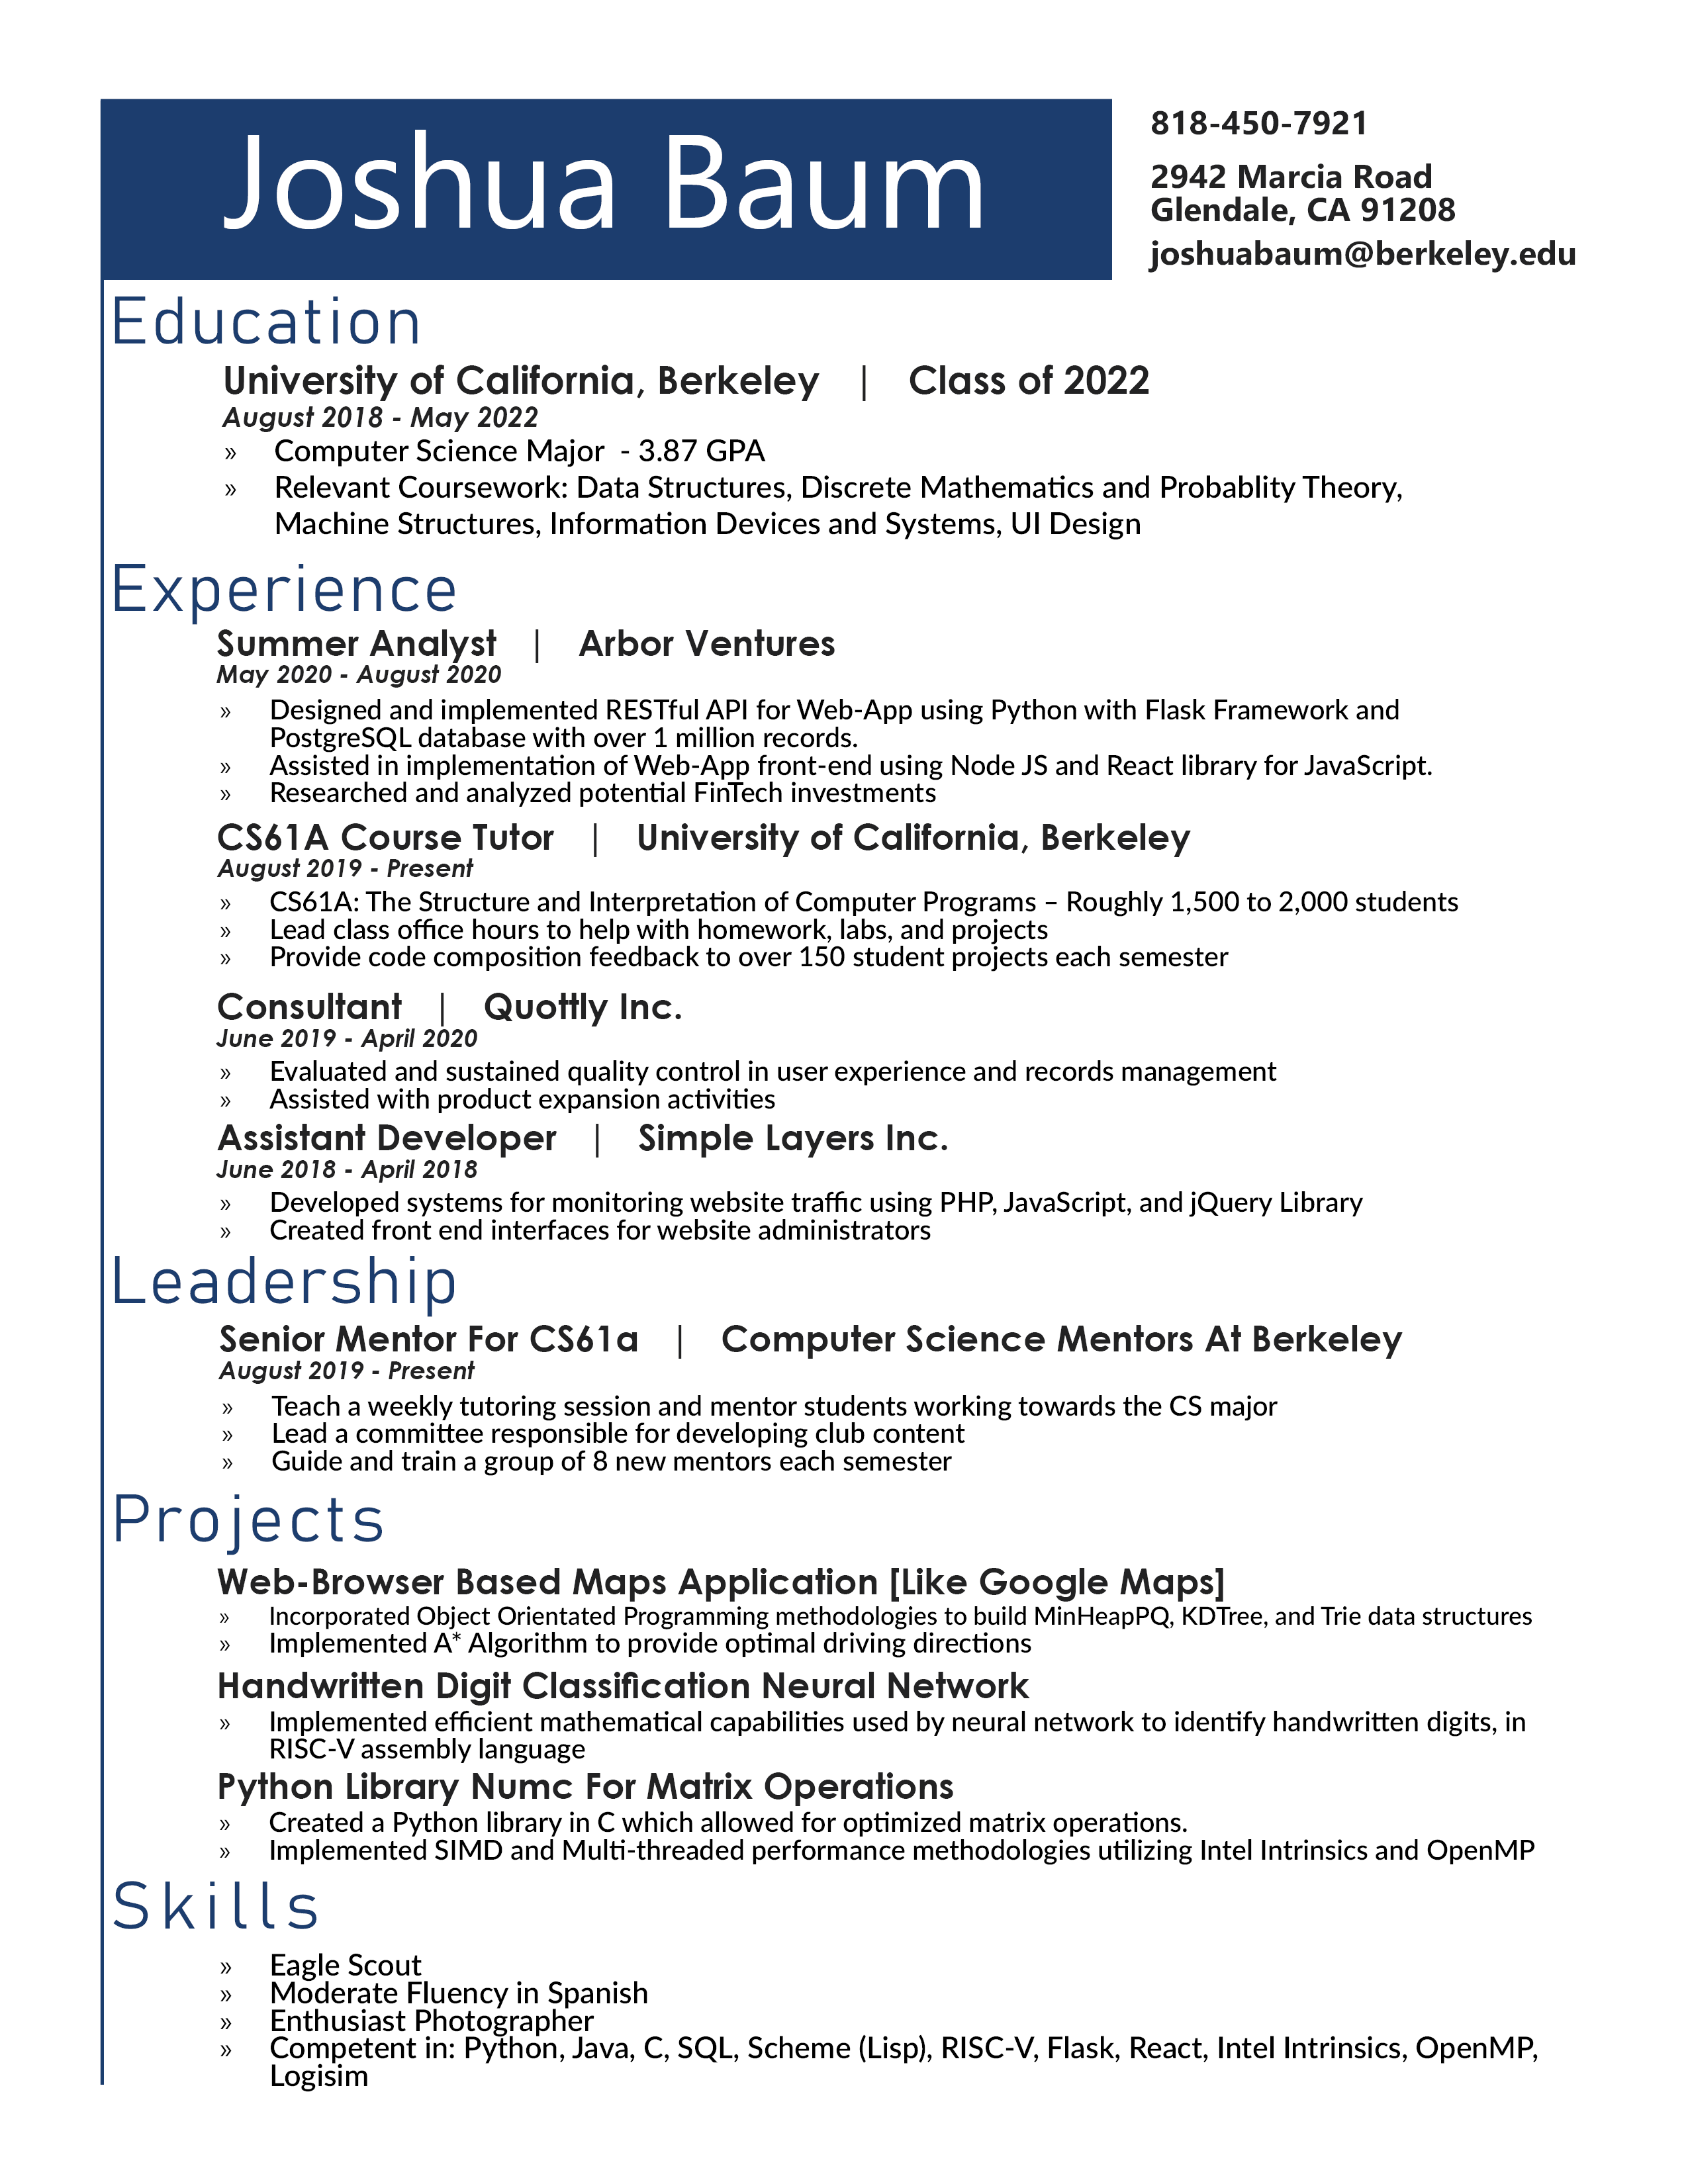 Joshua Baum
818-450-7921
2942 Marcia Road
Glendale, CA 91208
joshuabaum@berkeley.edu
Education
University of California, Berkeley | Class of 2022
August 2018 - May 2022
» Computer Science Major - 3.87 GPA
» Relevant Coursework: Data Structures, Discrete Mathematics and Probablity Theory,
Machine Structures, Information Devices and Systems, UI Design
Experience
Summer Analyst | Arbor Ventures
May 2020 - August 2020
» Designed and implemented RESTful API for Web-App using Python with Flask Framework and
PostgreSQL database with over 1 million records.
» Assisted in implementation of Web-App front-end using Node JS and React library for JavaScript.
» Researched and analyzed potential FinTech investments
CS61A Course Tutor | University of California, Berkeley
August 2019 - Present
» CS61A: The Structure and Interpretation of Computer Programs – Roughly 1,500 to 2,000 students
» Lead class office hours to help with homework, labs, and projects
» Provide code composition feedback to over 150 student projects each semester
Consultant | Quottly Inc.
June 2019 - April 2020
» Evaluated and sustained quality control in user experience and records management
» Assisted with product expansion activities
Assistant Developer | Simple Layers Inc.
June 2018 - April 2018
» Developed systems for monitoring website traffic using PHP, JavaScript, and jQuery Library
» Created front end interfaces for website administrators
Leadership
Senior Mentor For CS61a | Computer Science Mentors At Berkeley
August 2019 - Present
» Teach a weekly tutoring session and mentor students working towards the CS major
» Lead a committee responsible for developing club content
» Guide and train a group of 8 new mentors each semester
Projects
Web-Browser Based Maps Application [Like Google Maps]
» Incorporated Object Orientated Programming methodologies to build MinHeapPQ, KDTree, and Trie data structures
» Implemented A* Algorithm to provide optimal driving directions
Handwritten Digit Classification Neural Network
» Implemented efficient mathematical capabilities used by neural network to identify handwritten digits, in
RISC-V assembly language
Python Library Numc For Matrix Operations
» Created a Python library in C which allowed for optimized matrix operations.
» Implemented SIMD and Multi-threaded performance methodologies utilizing Intel Intrinsics and OpenMP
Skills
» Eagle Scout
» Moderate Fluency in Spanish
» Enthusiast Photographer
» Competent in: Python, Java, C, SQL, Scheme (Lisp), RISC-V, Flask, React, Intel Intrinsics, OpenMP,
Logisim